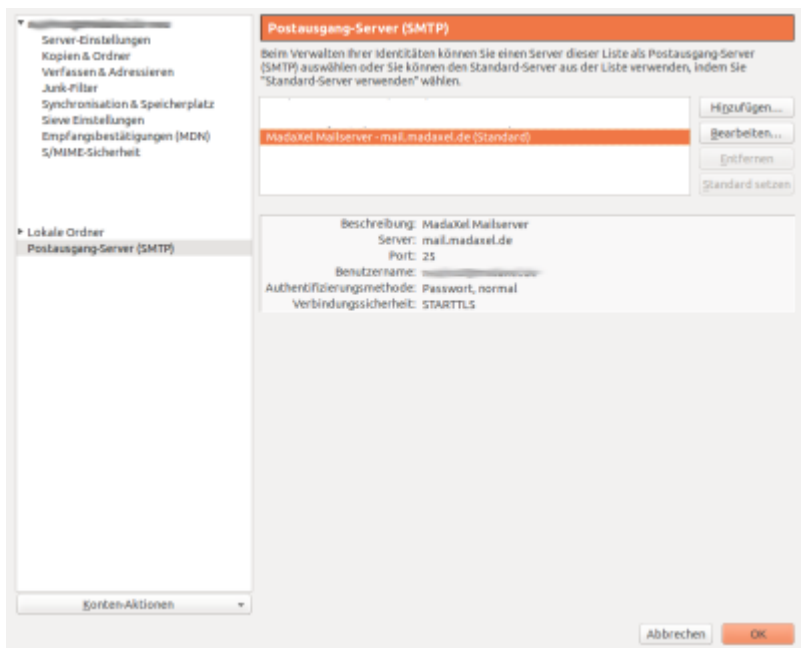 Server-Einstellungen
Kopien & Ordner
Verfassen & Adressieren
Junk-Filter
Synchronisation & Speicherplatz
Sieve Einstellungen
Empfangsbestätigungen (MDN)
S/MIME-Sicherheit
Lokale Ordner
Postausgang-Server (SMTP)
Konten-Aktionen
Postausgang-Server (SMTP)
Beim Verwalten Ihrer Identitäten können Sie einen Server dieser Liste als Postausgang-Server
(SMTP) auswählen oder Sie können den Standard-Server aus der Liste verwenden, indem Sie
"Standard-Server verwenden" wählen.
MadaXel Mailserver - mail.madaxel.de (Standard)
Hinzufügen...
Bearbeiten...
Entfernen
Standard setzen
Beschreibung: MadaXel Mailserver
Server: mail.madaxel.de
Port: 25
Benutzername:
Authentifizierungsmethode: Passwort, normal
Verbindungssicherheit: STARTTLS
Abbrechen
OK